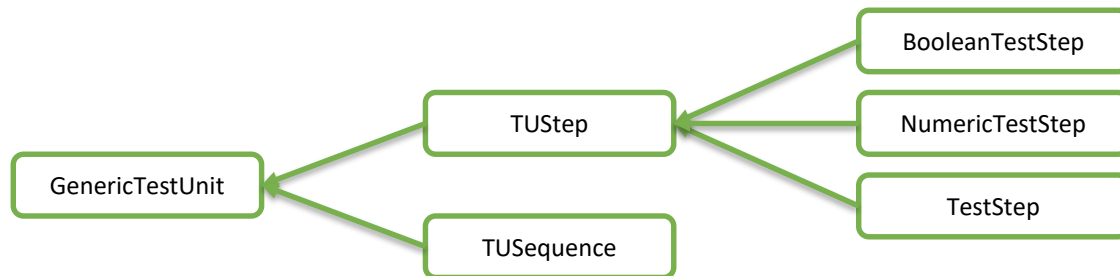 BooleanTestStep
TUStep
NumericTestStep
GenericTestUnit
TestStep
TUSequence